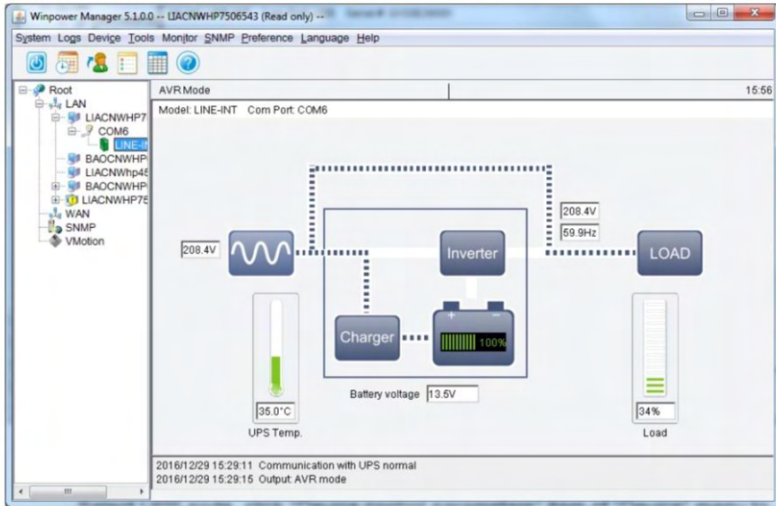 Winpower Manager 5.1.0.0 -- LIACNWHP7506543 (Read only) --
System Logs Device Tools Monitor SNMP Preference Language Help
Root
LAN
LIACNWHP7
COM6
LINE-IN
BAOCNWHP
LIACNWhp48
BAOCNWHP
LIACNWHP75
WAN
SNMP
VMotion
AVR Mode
15:56
Model: LINE-INT Com Port: COM6
208.4V
208.4V
59.9Hz
Inverter
LOAD
Charger
100%
Battery voltage 13.5V
35.0°C
UPS Temp.
34%
Load
2016/12/29 15:29:11 Communication with UPS normal
2016/12/29 15:29:15 Output: AVR mode